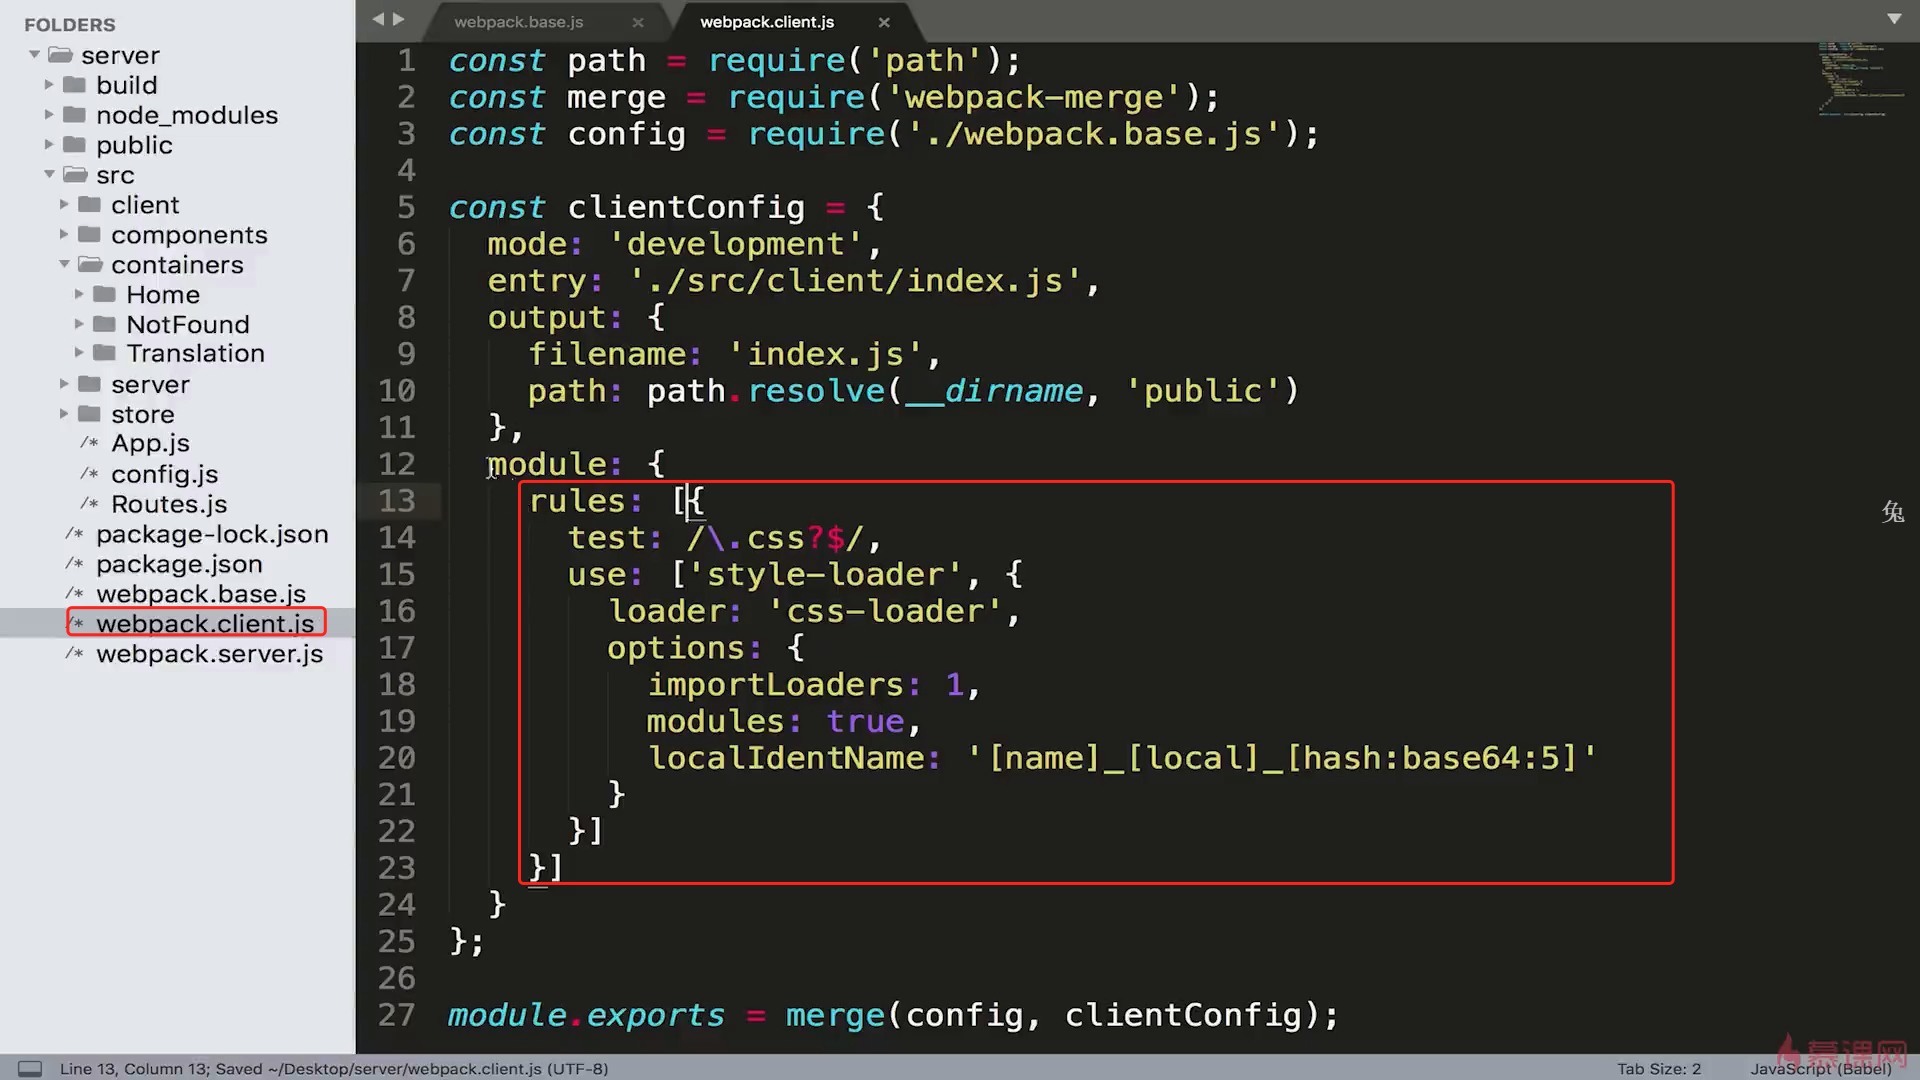 FOLDERS
server
build
node_modules
public
src
client
components
containers
Home
NotFound
Translation
server
store
/* App.js
/* config.js
/* Routes.js
/* package-lock.json
/* package.json
/* webpack.base.js
/* webpack.client.js
/* webpack.server.js
webpack.base.js ×
webpack.client.js ×
1 const path = require('path');
2 const merge = require('webpack-merge');
3 const config = require('./webpack.base.js');
4
5 const clientConfig = {
6 mode: 'development',
7 entry: './src/client/index.js',
8 output: {
9 filename: 'index.js',
10 path: path.resolve(__dirname, 'public')
11 },
12 module: {
13 rules: [{
14 test: /\.css?$/,
15 use: ['style-loader', {
16 loader: 'css-loader',
17 options: {
18 importLoaders: 1,
19 modules: true,
20 localIdentName: '[name]_[local]_[hash:base64:5]'
21 }
22 }]
23 }]
24 }
25 };
26
27 module.exports = merge(config, clientConfig);
兔
慕课网
Line 13, Column 13; Saved ~/Desktop/server/webpack.client.js (UTF-8)
Tab Size: 2
JavaScript (Babel)